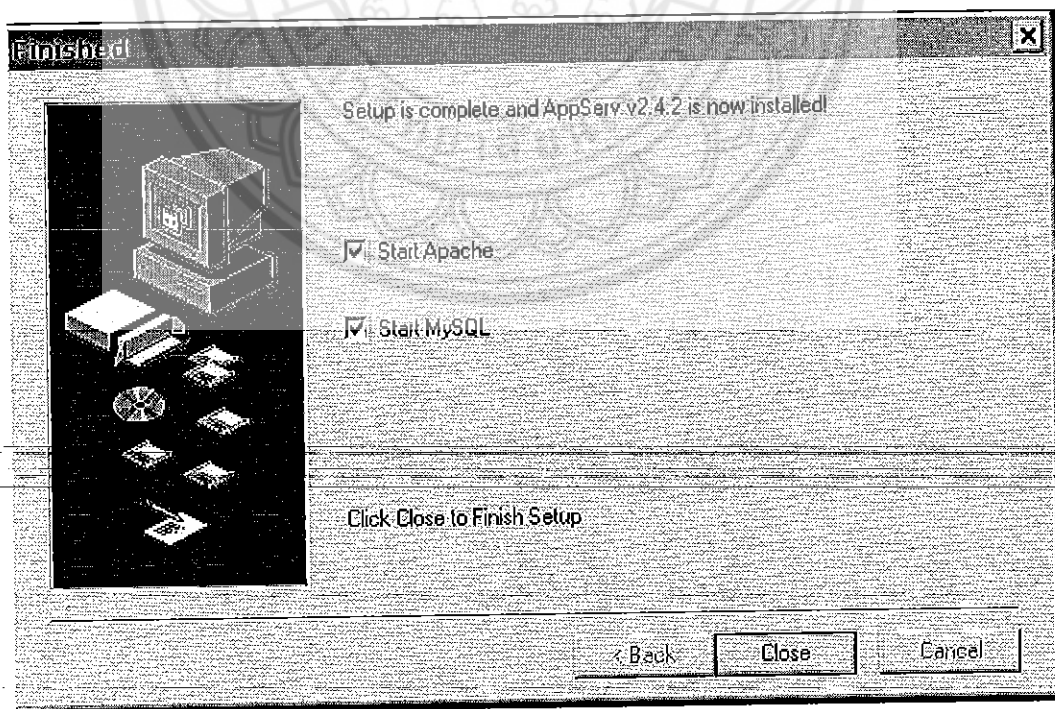 Finished
Setup is complete and AppServ v2.4.2 is now installed!
Start Apache
Start MySQL
Click Close to Finish Setup
< Back
Close
Cancel